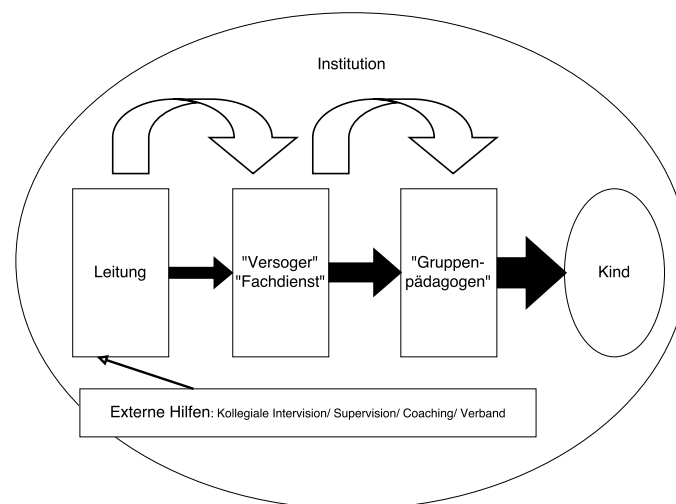 Institution
Leitung
"Versoger"
"Fachdienst"
"Gruppen-
pädagogen"
Kind
Externe Hilfen: Kollegiale Intervision/ Supervision/ Coaching/ Verband